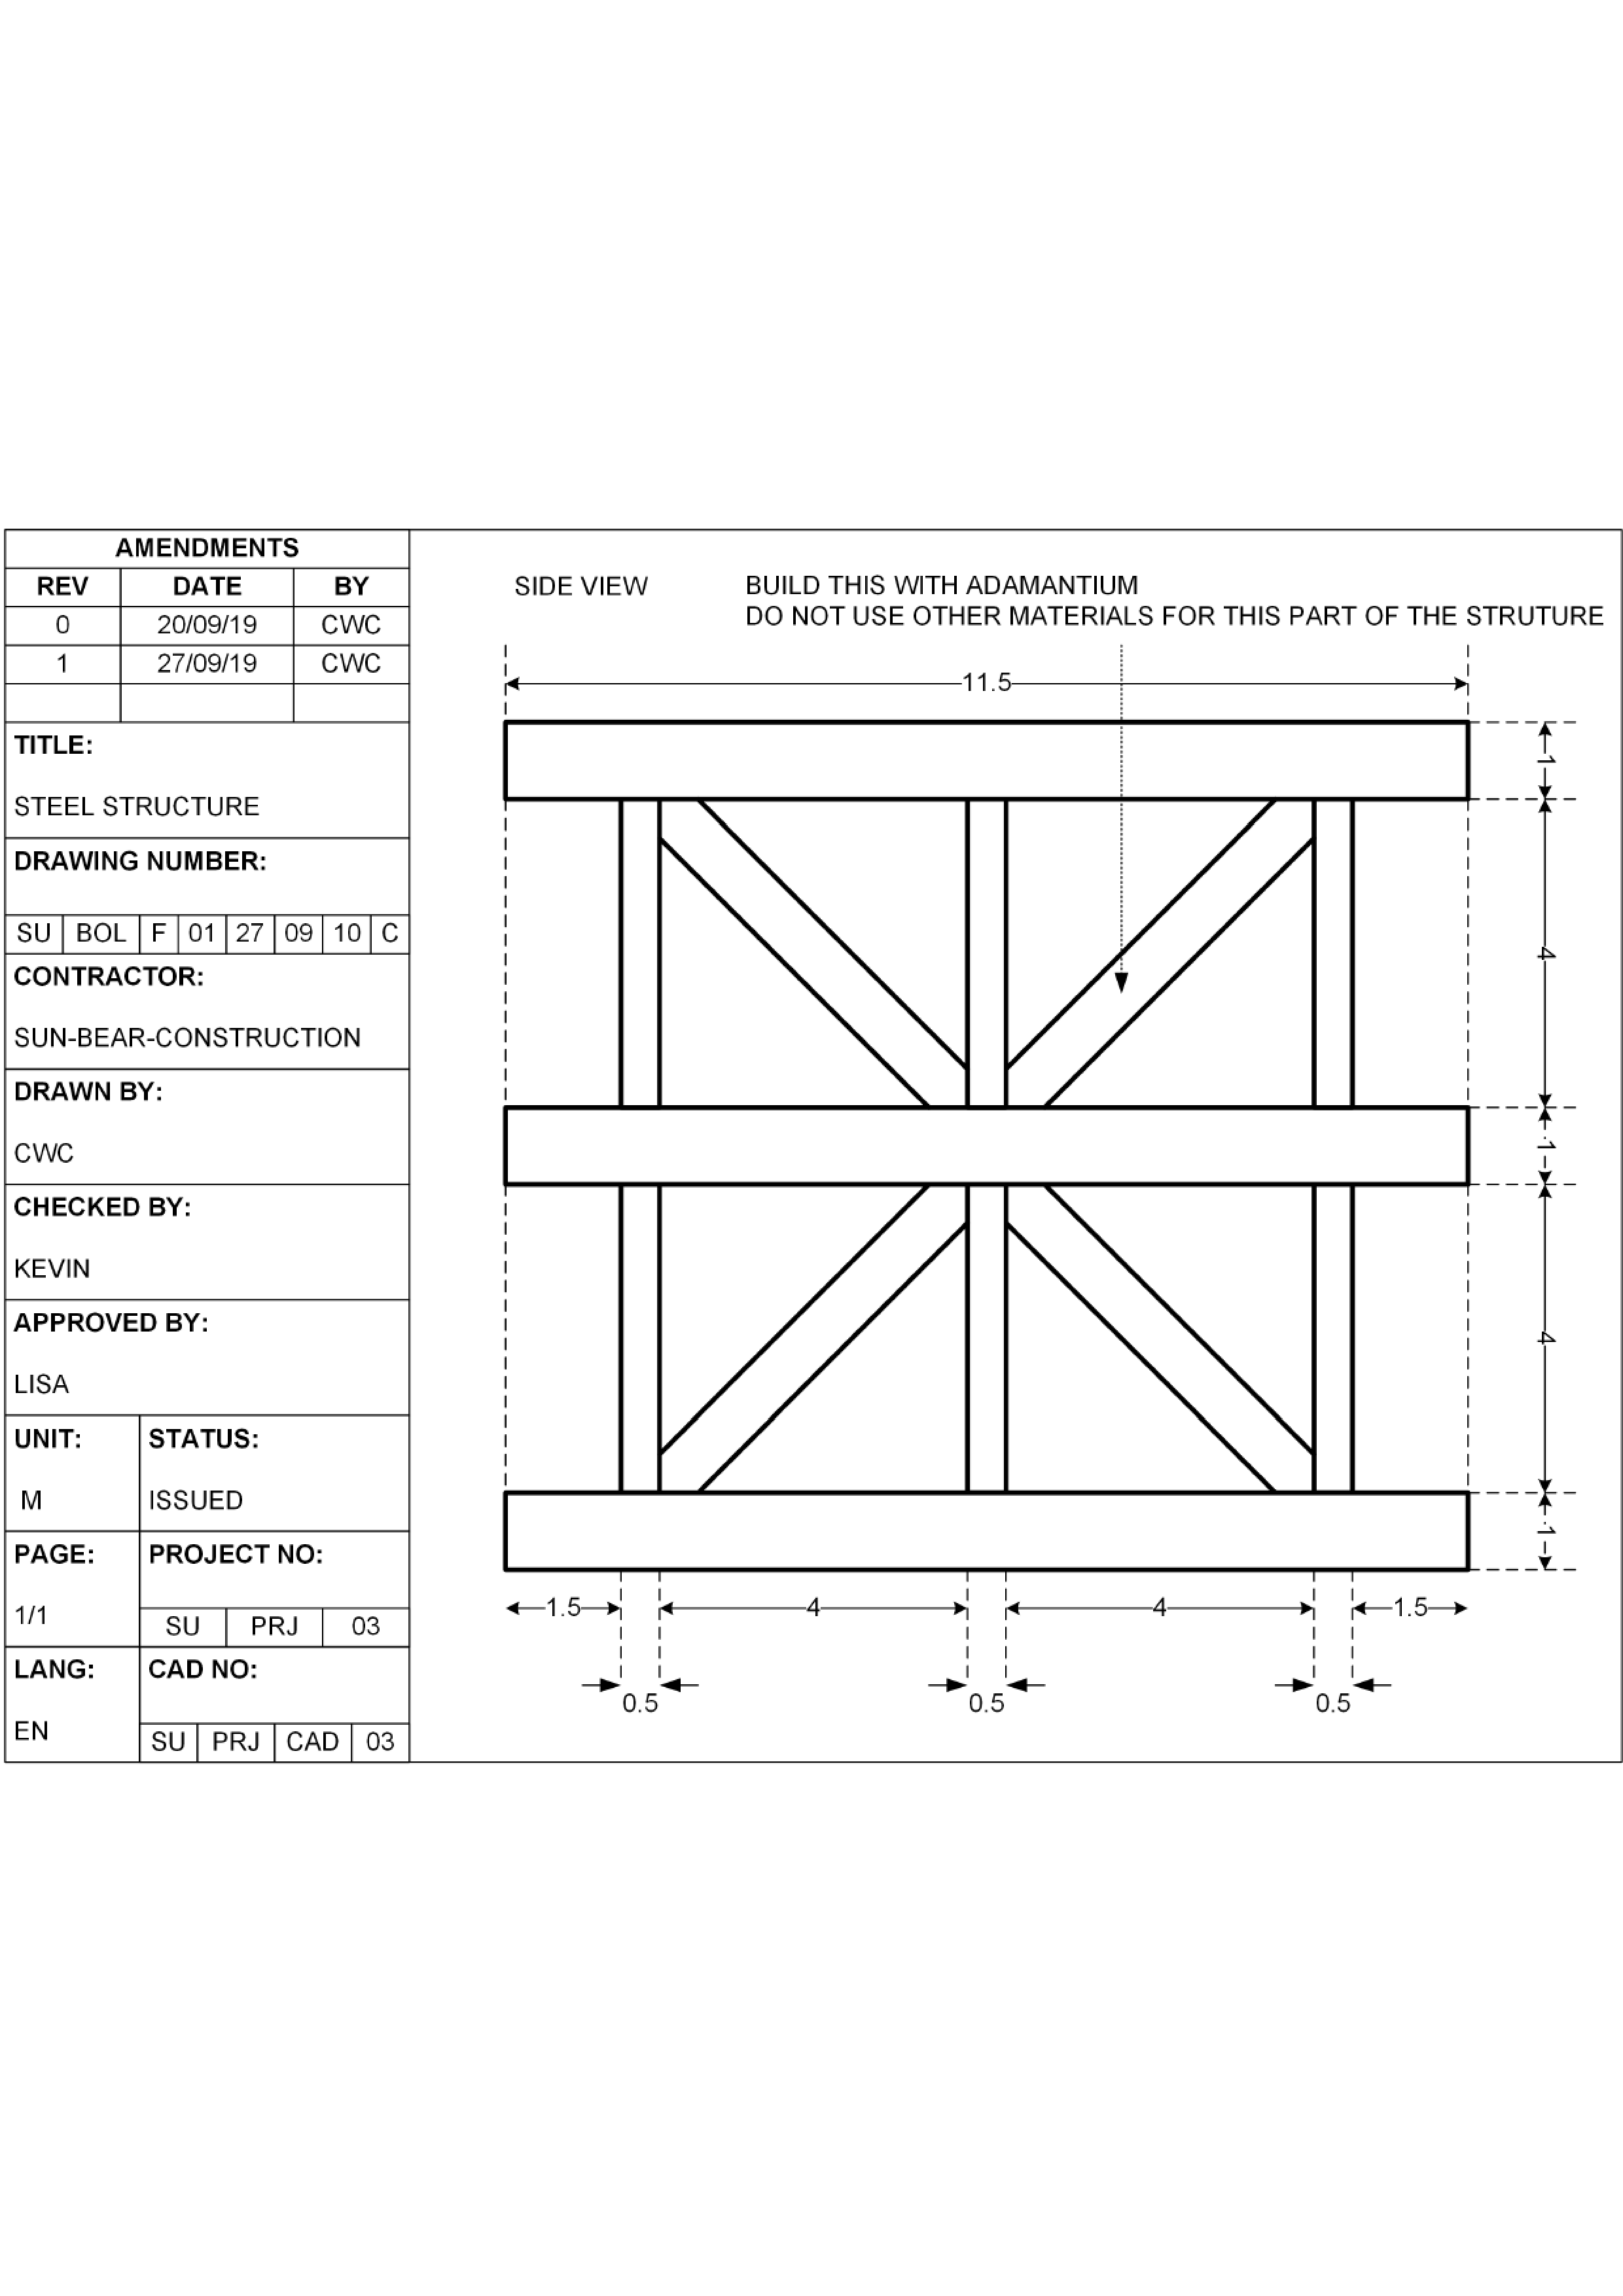 AMENDMENTS
REV DATE BY
0 20/09/19 CWC
1 27/09/19 CWC
TITLE:
STEEL STRUCTURE
DRAWING NUMBER:
SU BOL F 01 27 09 10 C
CONTRACTOR:
SUN-BEAR-CONSTRUCTION
DRAWN BY:
CWC
CHECKED BY:
KEVIN
APPROVED BY:
LISA
UNIT: STATUS:
M ISSUED
PAGE: PROJECT NO:
1/1
SU PRJ 03
LANG: CAD NO:
EN
SU PRJ CAD 03
SIDE VIEW
BUILD THIS WITH ADAMANTIUM
DO NOT USE OTHER MATERIALS FOR THIS PART OF THE STRUTURE
11.5
1
4
1
4
1
1.5 4 4 1.5
0.5 0.5 0.5